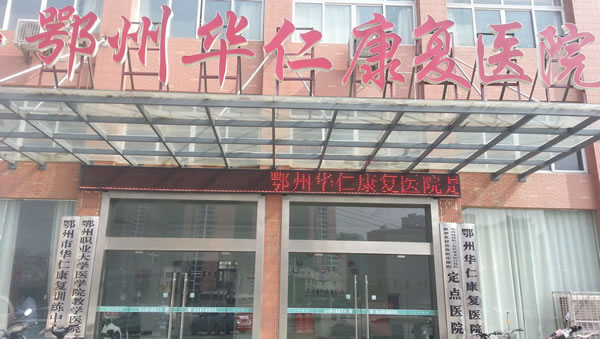 鄂州华仁康复医院
鄂州华仁康复医院是
鄂州市华仁康复训练中心
鄂州职业大学医学院教学医院
定点医院
鄂州华仁康复医院